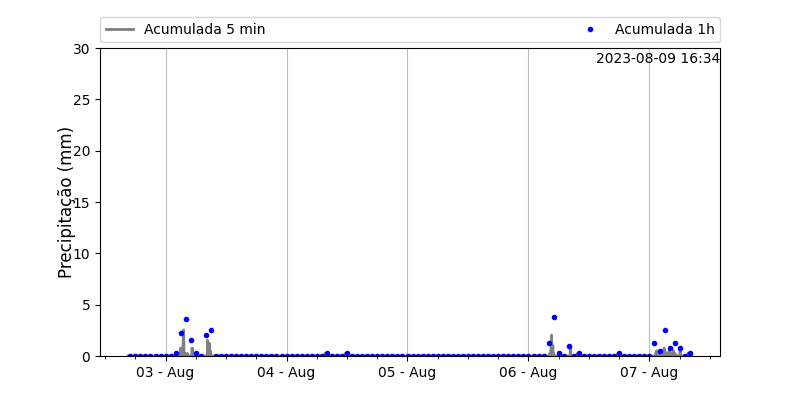 Acumulada 5 min
Acumulada 1h
2023-08-09 16:34
Precipitação (mm)
30
25
20
15
10
5
0
03 - Aug
04 - Aug
05 - Aug
06 - Aug
07 - Aug